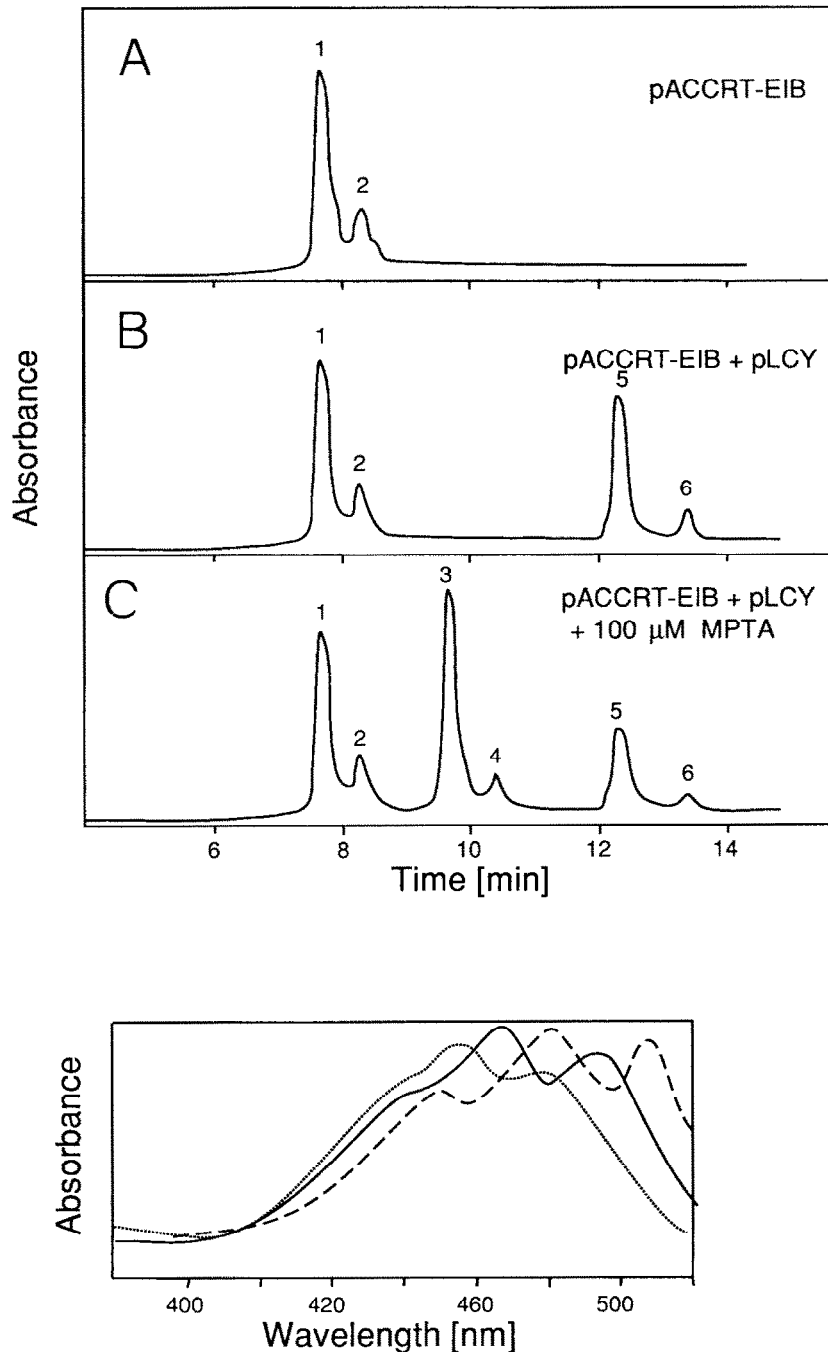 A
1
2
pACCRT-EIB
B
1
2
pACCRT-EIB + pLCY
5
6
C
1
2
3
4
pACCRT-EIB + pLCY
+ 100 µM MPTA
5
6
Absorbance
6 8 10 12 14
Time [min]
Absorbance
400 420 460 480 500
Wavelength [nm]